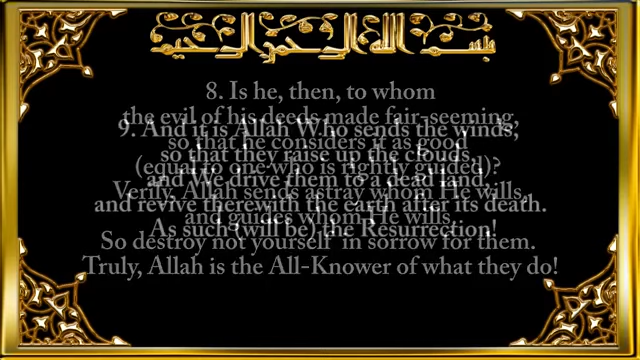 بسم الله الرحمن الرحيم
8. Is he, then, to whom
the evil of his deeds made fair-seeming,
so that he considers it as good
(equal to one who is rightly guided)?
Verily, Allah sends astray whom He wills,
and guides whom He wills.
So destroy not yourself in sorrow for them.
Truly, Allah is the All-Knower of what they do!
9. And it is Allah Who sends the winds,
so that they raise up the clouds,
and We drive them to a dead land,
and revive therewith the earth after its death.
As such (will be) the Resurrection!